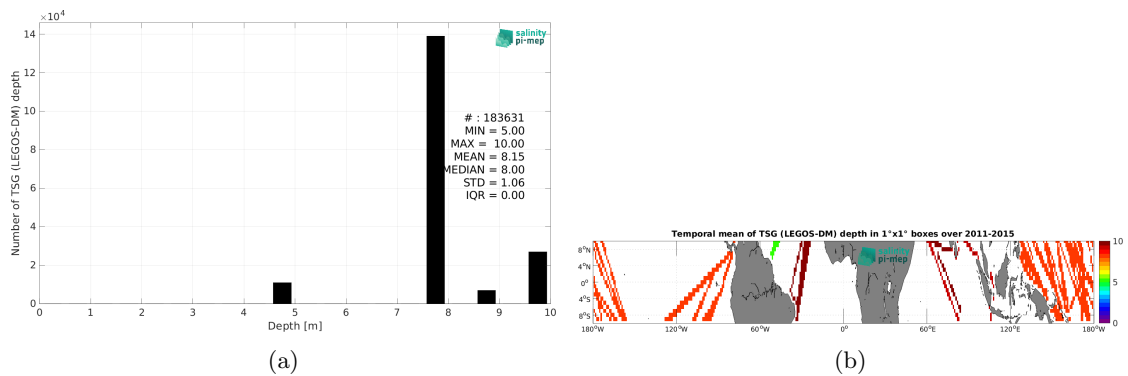 ×10⁴
14
12
10
8
6
4
2
0
Number of TSG (LEGOS-DM) depth
salinity
pi-mep
# : 183631
MIN = 5.00
MAX = 10.00
MEAN = 8.15
MEDIAN = 8.00
STD = 1.06
IQR = 0.00
0 1 2 3 4 5 6 7 8 9 10
Depth [m]
(a)
Temporal mean of TSG (LEGOS-DM) depth in 1°x1° boxes over 2011-2015
salinity
pi-mep
8°N
4°N
0°
4°S
8°S
180°W 120°W 60°W 0° 60°E 120°E 180°W
10
5
0
(b)